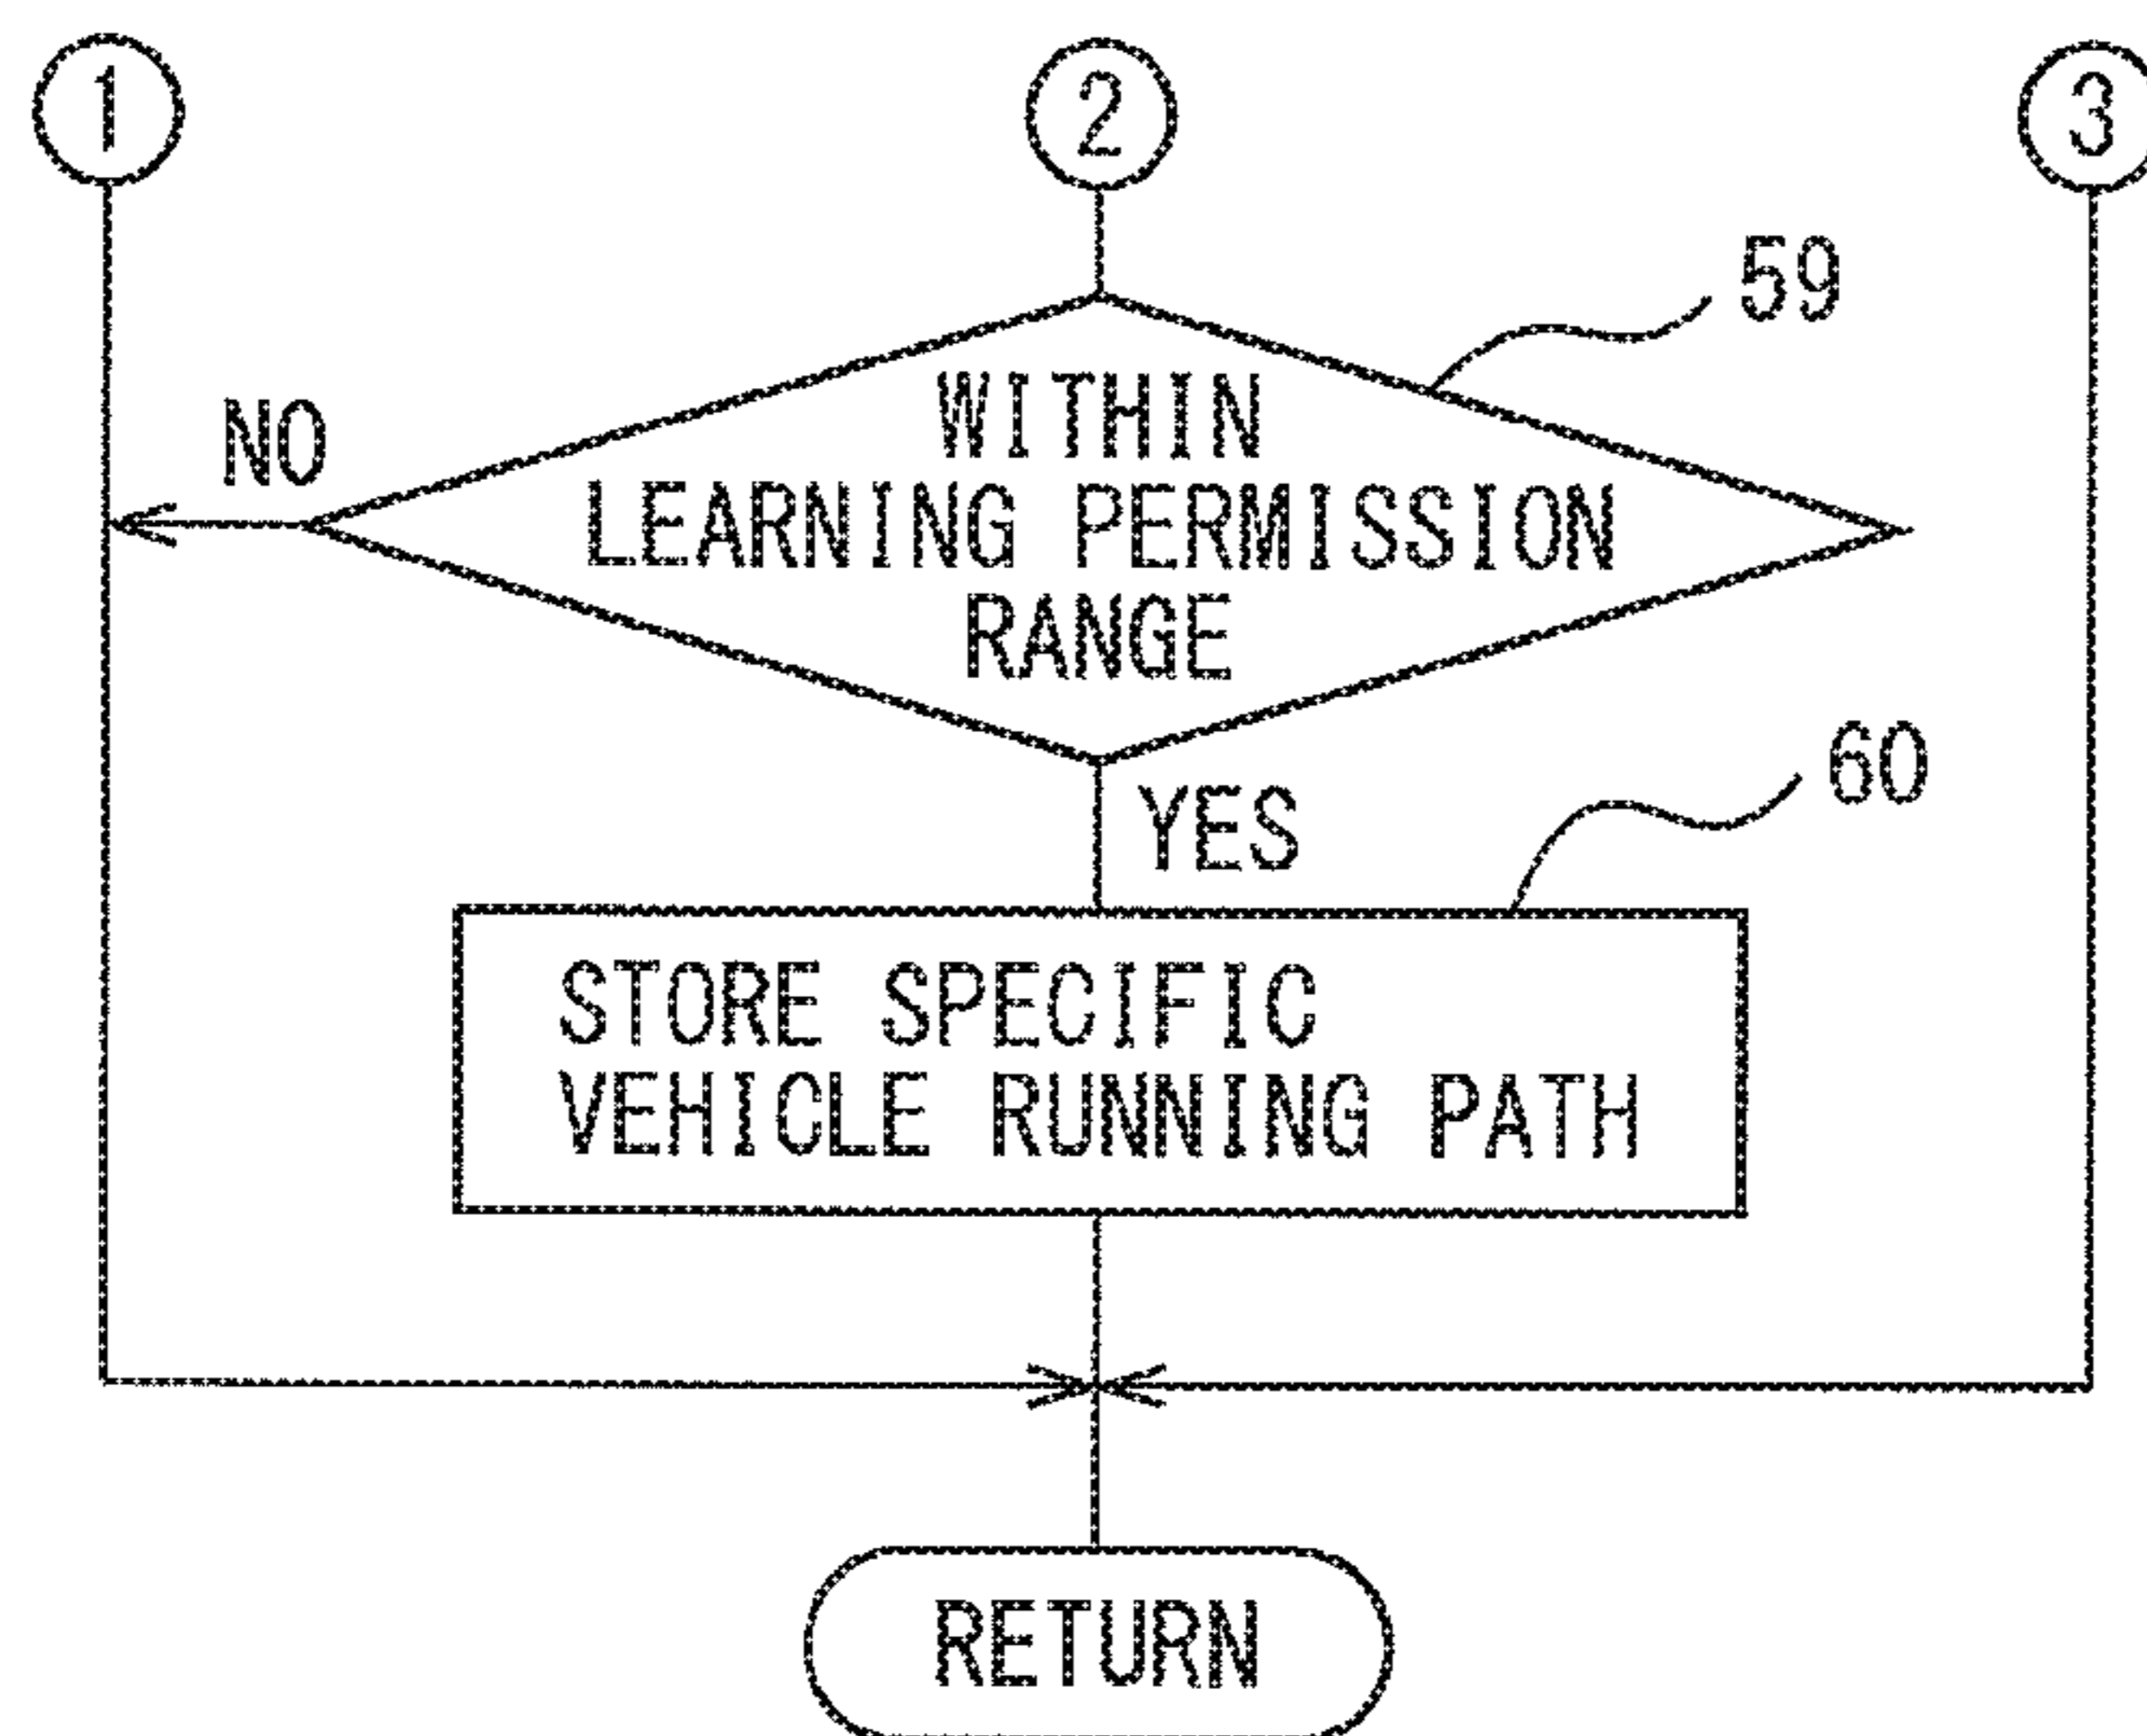 1
2
3
59
NO
WITHIN
LEARNING PERMISSION
RANGE
60
YES
STORE SPECIFIC
VEHICLE RUNNING PATH
RETURN